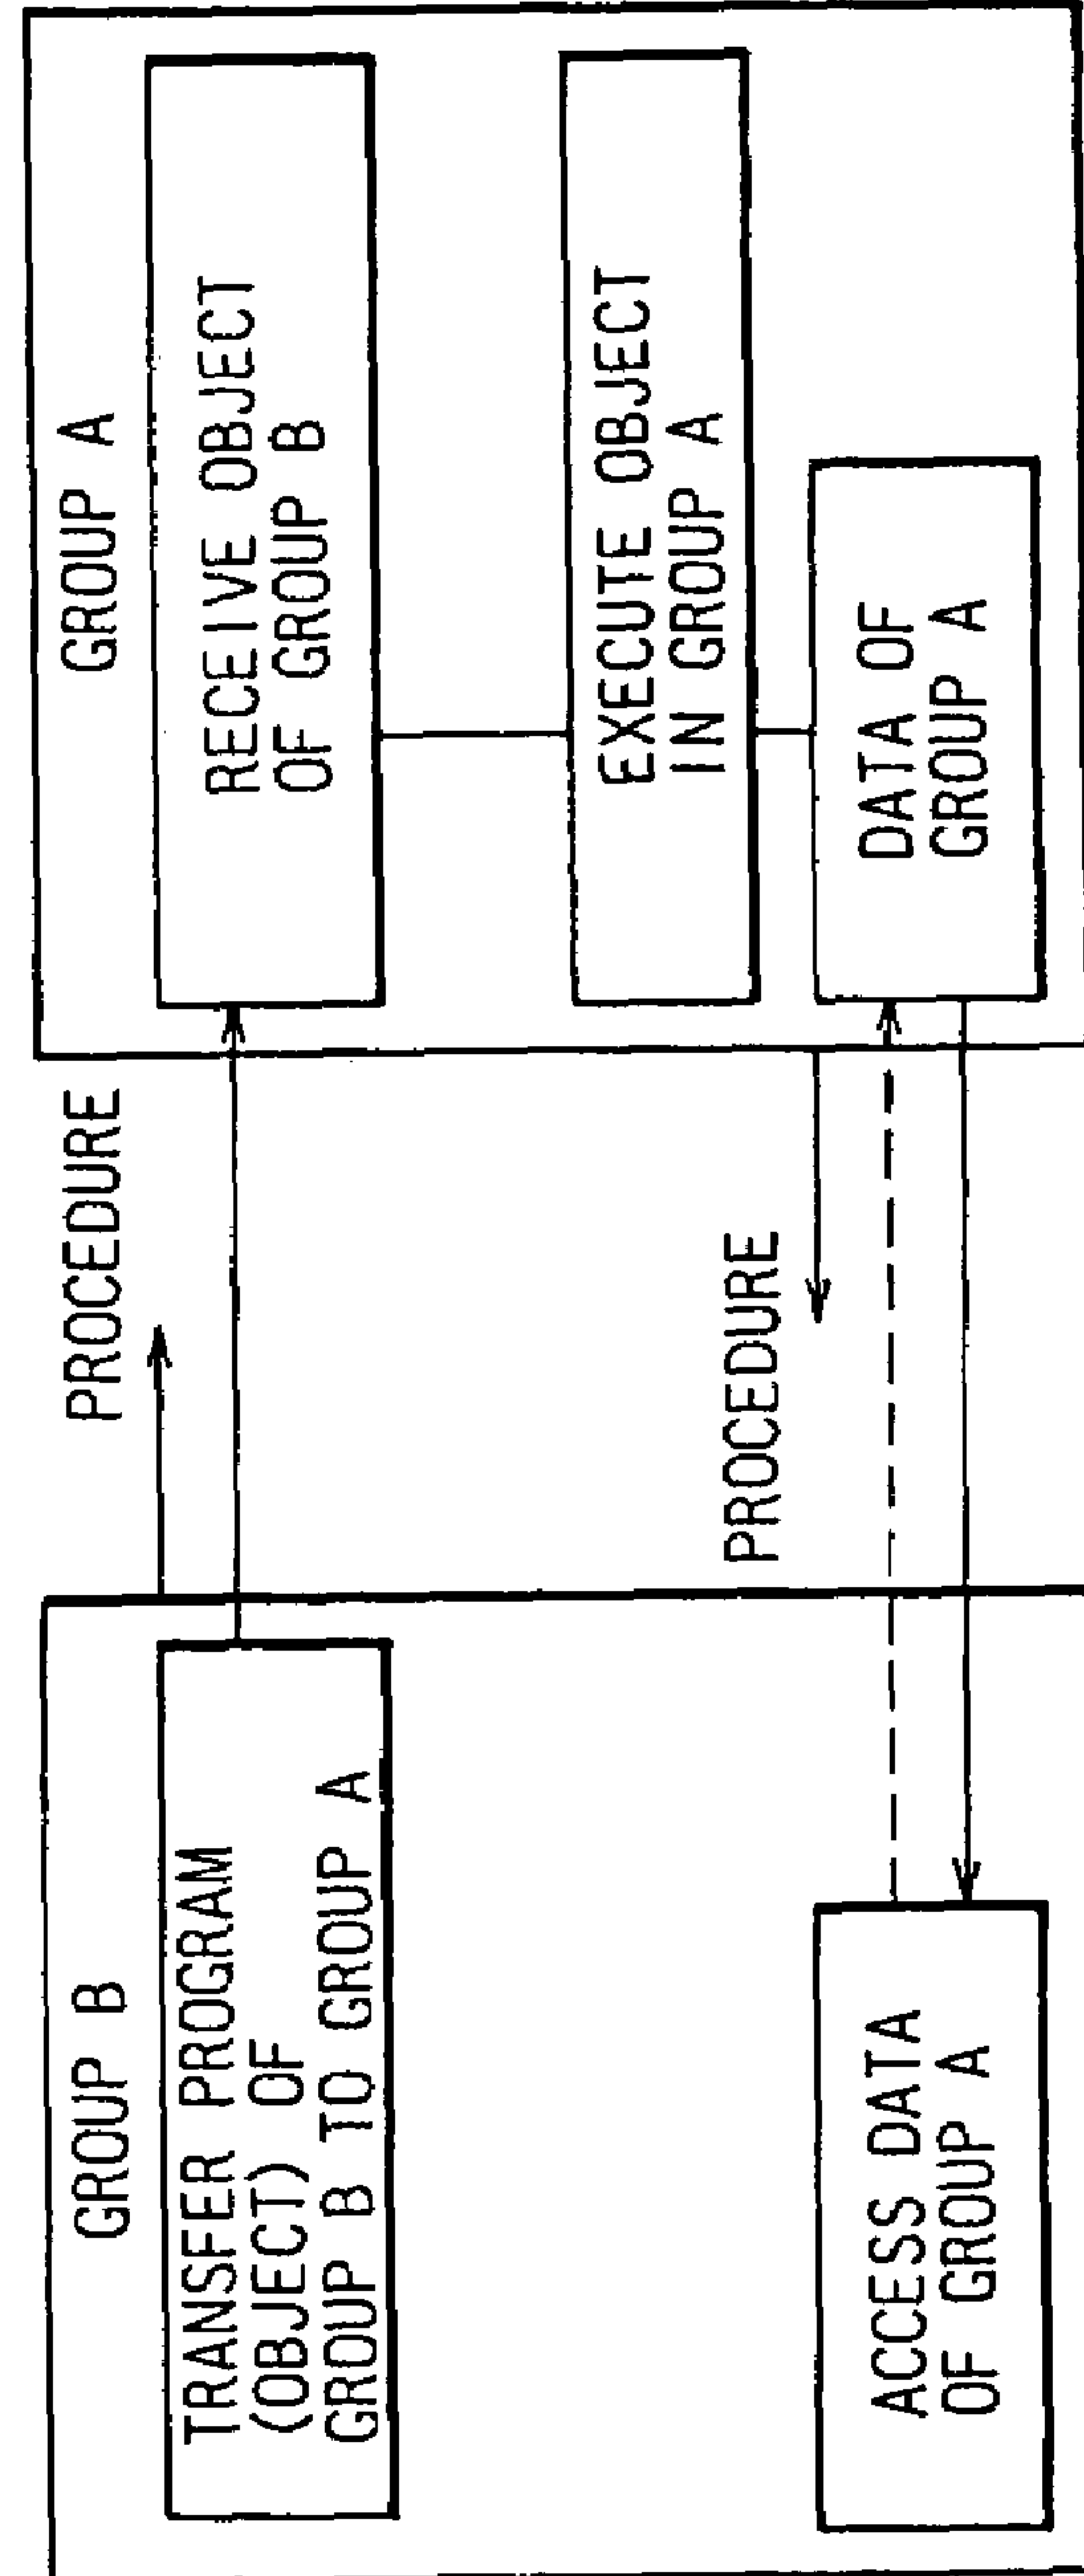 GROUP B
TRANSFER PROGRAM
(OBJECT) OF
GROUP B TO GROUP A
ACCESS DATA
OF GROUP A
PROCEDURE
PROCEDURE
GROUP A
RECEIVE OBJECT
OF GROUP B
EXECUTE OBJECT
IN GROUP A
DATA OF
GROUP A